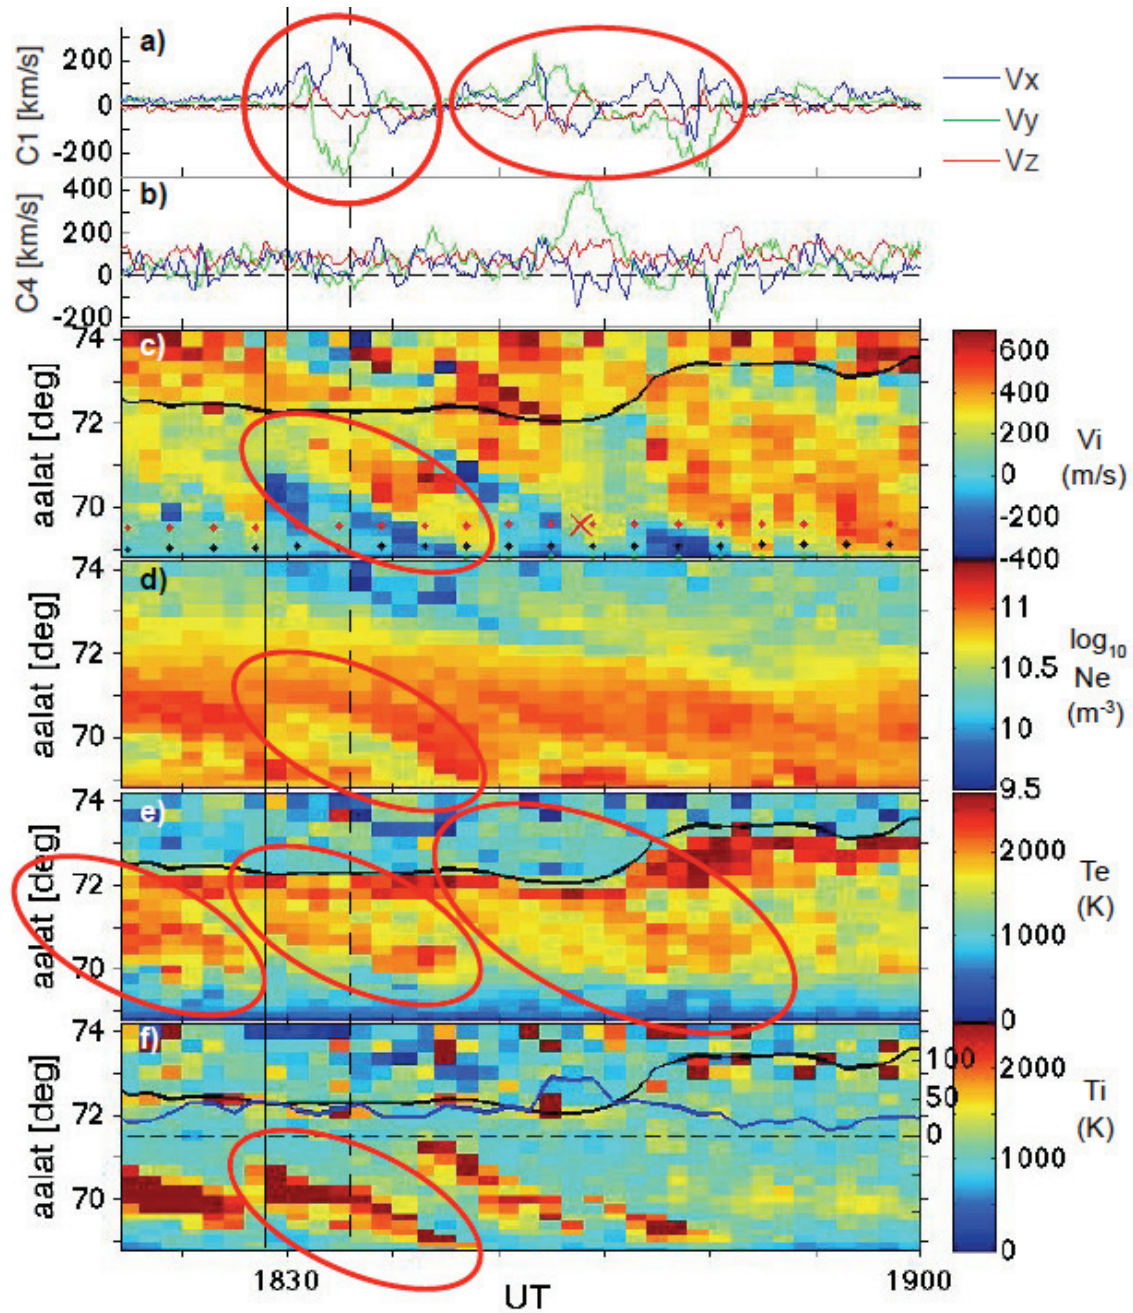 a)
C1 [km/s]
200
0
-200
Vx
Vy
Vz
b)
C4 [km/s]
400
200
0
-200
c)
aalat [deg]
74
72
70
600
400
200
0
-200
-400
Vi
(m/s)
d)
aalat [deg]
74
72
70
11
10.5
10
9.5
log10
Ne
(m-3)
e)
aalat [deg]
74
72
70
2000
1000
0
Te
(K)
f)
aalat [deg]
74
72
70
100
50
0
2000
1000
0
Ti
(K)
1830
UT
1900